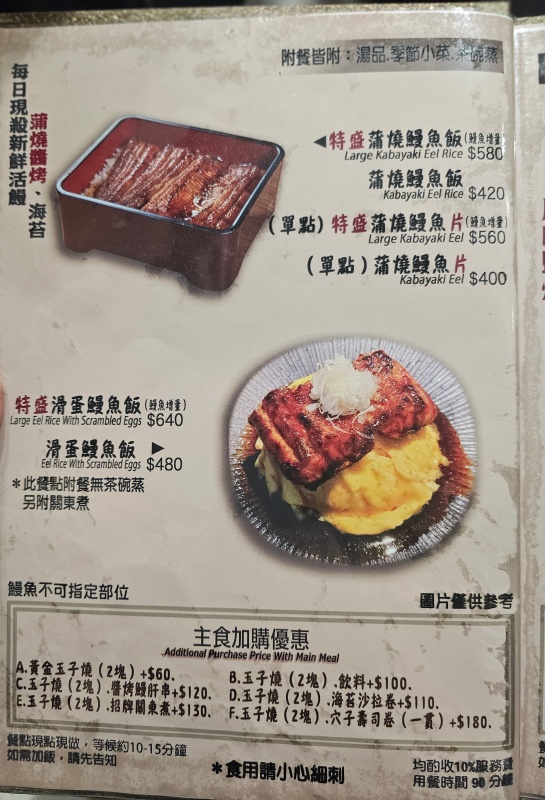 附餐皆附：湯品.季節小菜.茶碗蒸
每日現殺新鮮活鰻
蒲燒醬烤、海苔
◀特盛蒲燒鰻魚飯(鰻魚增量)
Large Kabayaki Eel Rice $580
蒲燒鰻魚飯
Kabayaki Eel Rice $420
(單點)特盛蒲燒鰻魚片(鰻魚增量)
Large Kabayaki Eel $560
(單點)蒲燒鰻魚片
Kabayaki Eel $400
特盛滑蛋鰻魚飯(鰻魚增量)
Large Eel Rice With Scrambled Eggs $640
滑蛋鰻魚飯 ▶
Eel Rice With Scrambled Eggs $480
＊此餐點附餐無茶碗蒸
另附關東煮
鰻魚不可指定部位
圖片僅供參考
主食加購優惠
Additional Purchase Price With Main Meal
A.黃金玉子燒（2塊）+$60.
B.玉子燒（2塊）.飲料+$100.
C.玉子燒（2塊）.醬烤鰻肝串+$120.
D.玉子燒（2塊）.海苔沙拉卷+$110.
E.玉子燒（2塊）.招牌關東煮+$130.
F.玉子燒（2塊）.穴子壽司卷（一貫）+$180.
餐點現點現做，等候約10-15分鐘
如需加飯，請先告知
＊食用請小心細刺
均酌收10%服務費
用餐時間 90 分鐘